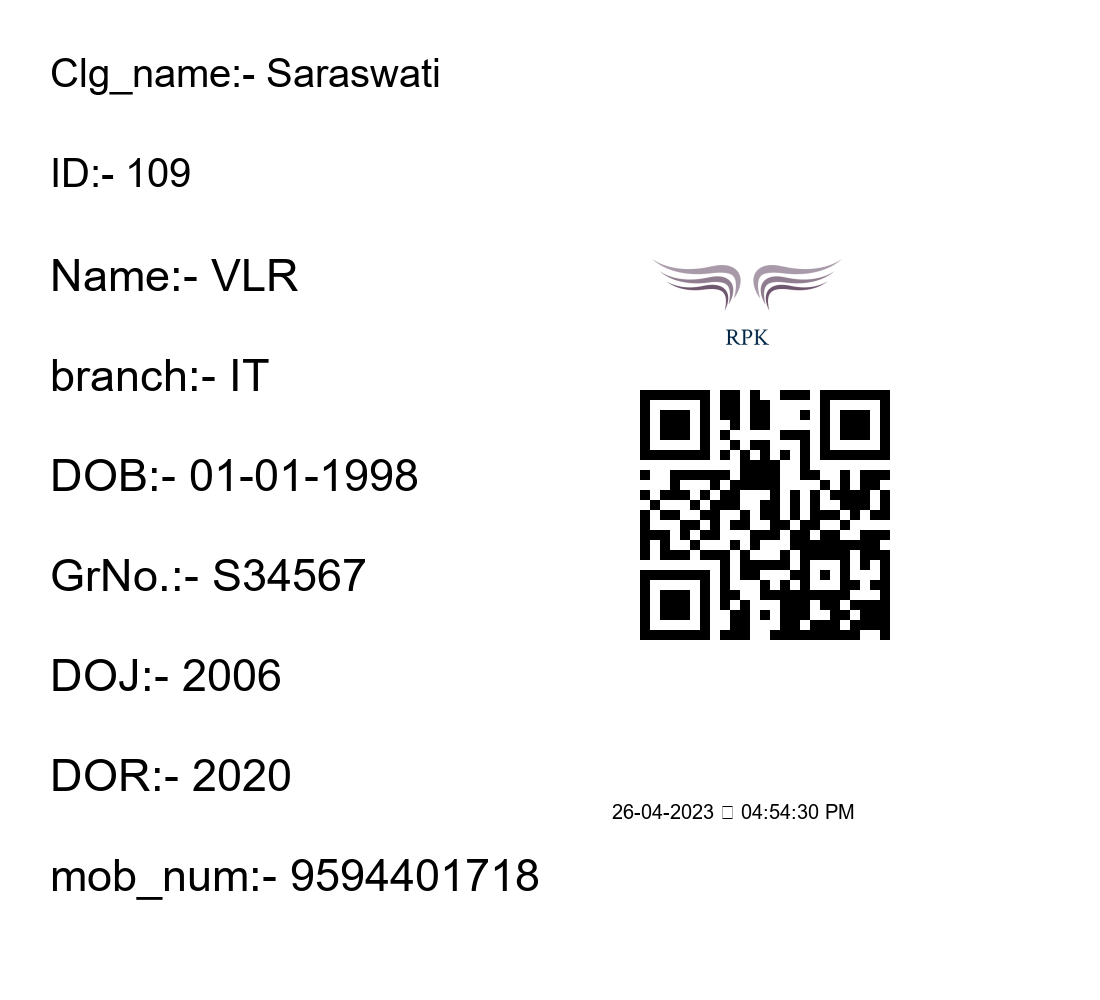 Clg_name:- Saraswati
ID:- 109
Name:- VLR
branch:- IT
DOB:- 01-01-1998
GrNo.:- S34567
DOJ:- 2006
DOR:- 2020
mob_num:- 9594401718
RPK
26-04-2023 □ 04:54:30 PM